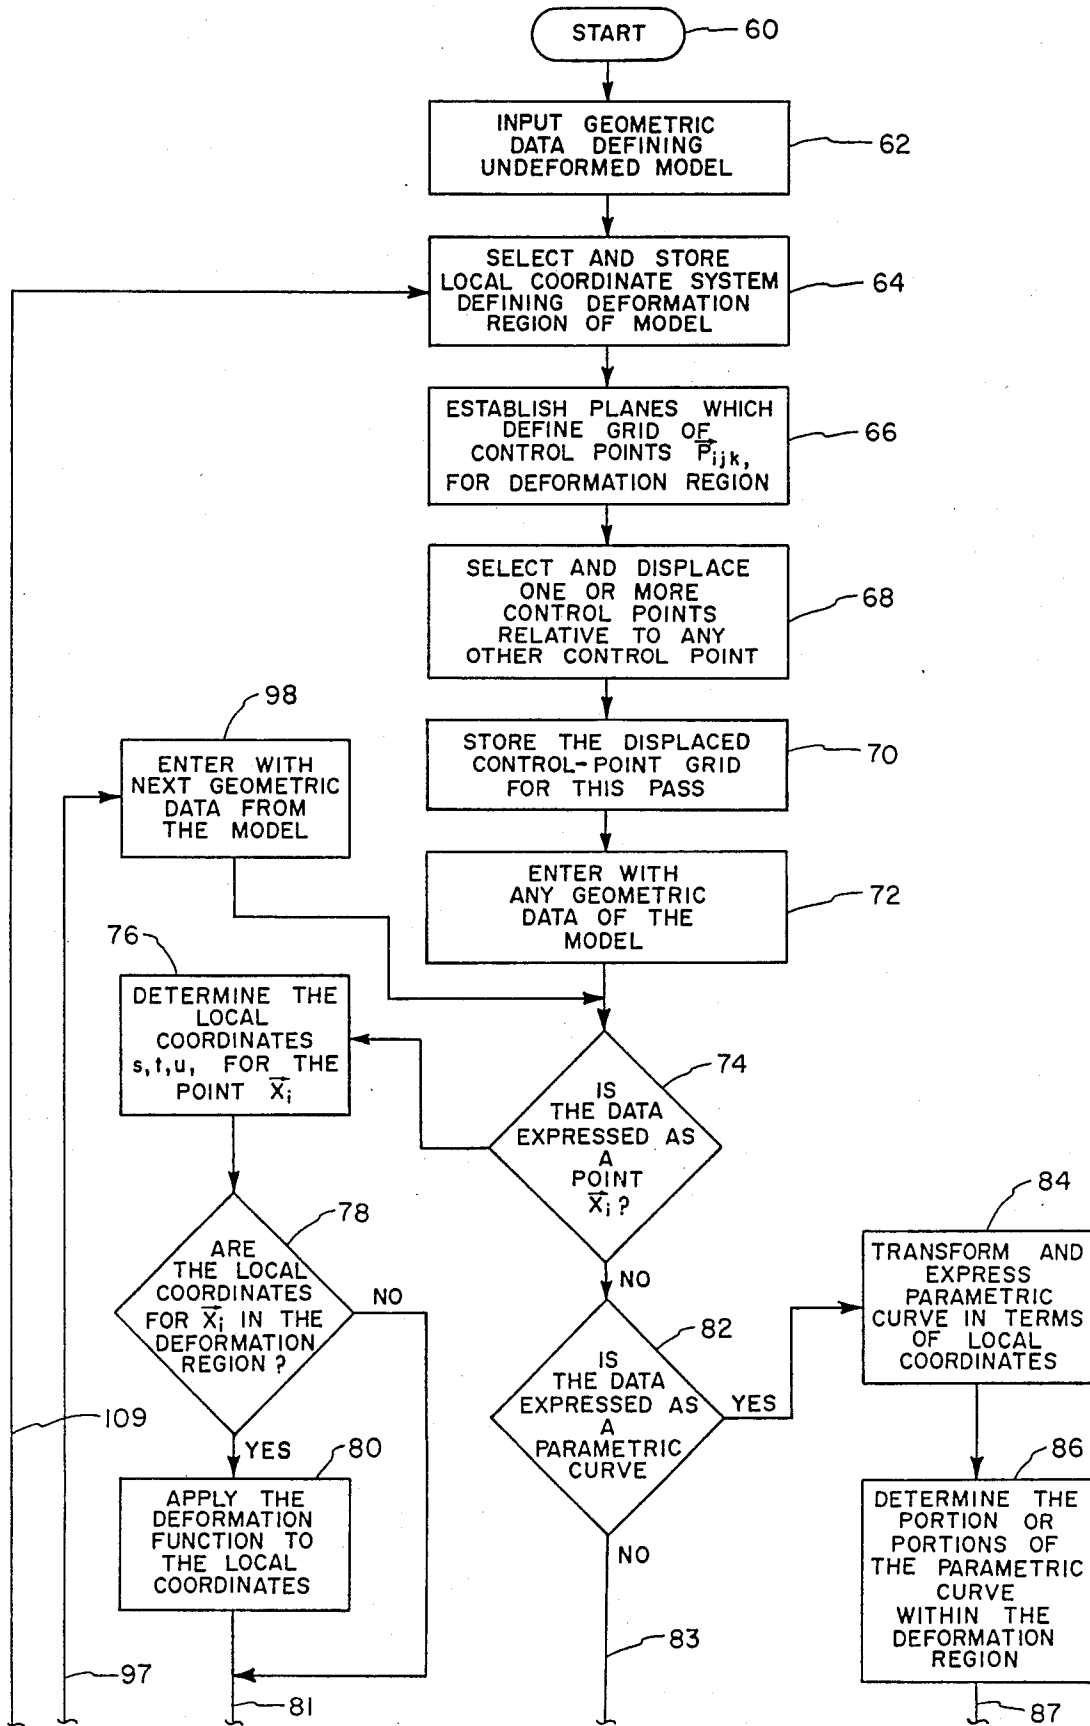 START
60
INPUT GEOMETRIC
DATA DEFINING
UNDEFORMED MODEL
62
SELECT AND STORE
LOCAL COORDINATE SYSTEM
DEFINING DEFORMATION
REGION OF MODEL
64
ESTABLISH PLANES WHICH
DEFINE GRID OF
CONTROL POINTS P⃗ijk,
FOR DEFORMATION REGION
66
SELECT AND DISPLACE
ONE OR MORE
CONTROL POINTS
RELATIVE TO ANY
OTHER CONTROL POINT
68
STORE THE DISPLACED
CONTROL-POINT GRID
FOR THIS PASS
70
98
ENTER WITH
NEXT GEOMETRIC
DATA FROM
THE MODEL
ENTER WITH
ANY GEOMETRIC
DATA OF THE
MODEL
72
76
DETERMINE THE
LOCAL
COORDINATES
s,t,u, FOR THE
POINT X⃗i
74
IS
THE DATA
EXPRESSED AS
A
POINT
X⃗i?
NO
78
ARE
THE LOCAL
COORDINATES
FOR X⃗i IN THE
DEFORMATION
REGION?
NO
YES
80
APPLY THE
DEFORMATION
FUNCTION TO
THE LOCAL
COORDINATES
82
IS
THE DATA
EXPRESSED AS
A
PARAMETRIC
CURVE
YES
NO
84
TRANSFORM AND
EXPRESS
PARAMETRIC
CURVE IN TERMS
OF LOCAL
COORDINATES
86
DETERMINE THE
PORTION OR
PORTIONS OF
THE PARAMETRIC
CURVE
WITHIN THE
DEFORMATION
REGION
109
97
81
83
87